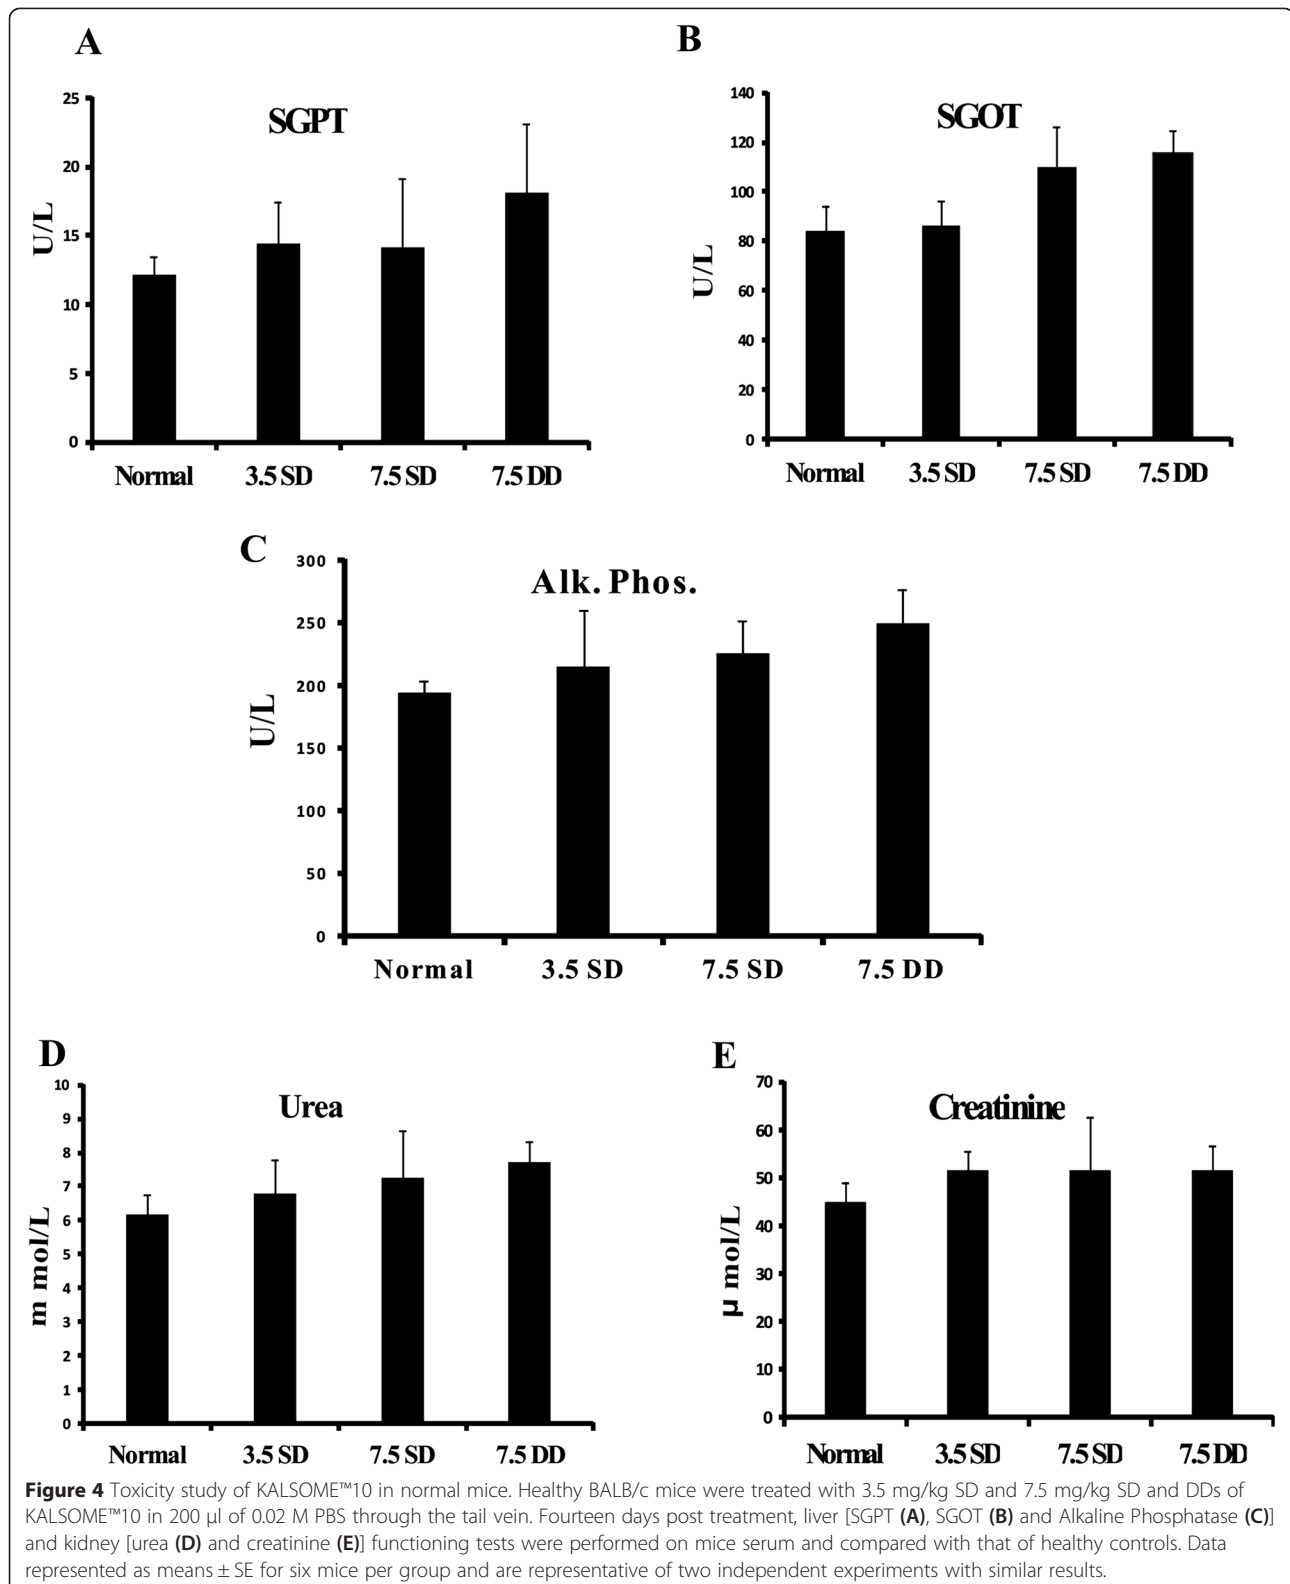 A
SGPT
25
20
15
10
5
0
U/L
Normal 3.5 SD 7.5 SD 7.5 DD
B
SGOT
140
120
100
80
60
40
20
0
U/L
Normal 3.5 SD 7.5 SD 7.5 DD
C
Alk. Phos.
300
250
200
150
100
50
0
U/L
Normal 3.5 SD 7.5 SD 7.5 DD
D
Urea
10
9
8
7
6
5
4
3
2
1
0
m mol/L
Normal 3.5 SD 7.5 SD 7.5 DD
E
Creatinine
70
60
50
40
30
20
10
0
µ mol/L
Normal 3.5 SD 7.5 SD 7.5 DD
Figure 4 Toxicity study of KALSOME™10 in normal mice. Healthy BALB/c mice were treated with 3.5 mg/kg SD and 7.5 mg/kg SD and DDs of
KALSOME™10 in 200 µl of 0.02 M PBS through the tail vein. Fourteen days post treatment, liver [SGPT (A), SGOT (B) and Alkaline Phosphatase (C)]
and kidney [urea (D) and creatinine (E)] functioning tests were performed on mice serum and compared with that of healthy controls. Data
represented as means ± SE for six mice per group and are representative of two independent experiments with similar results.